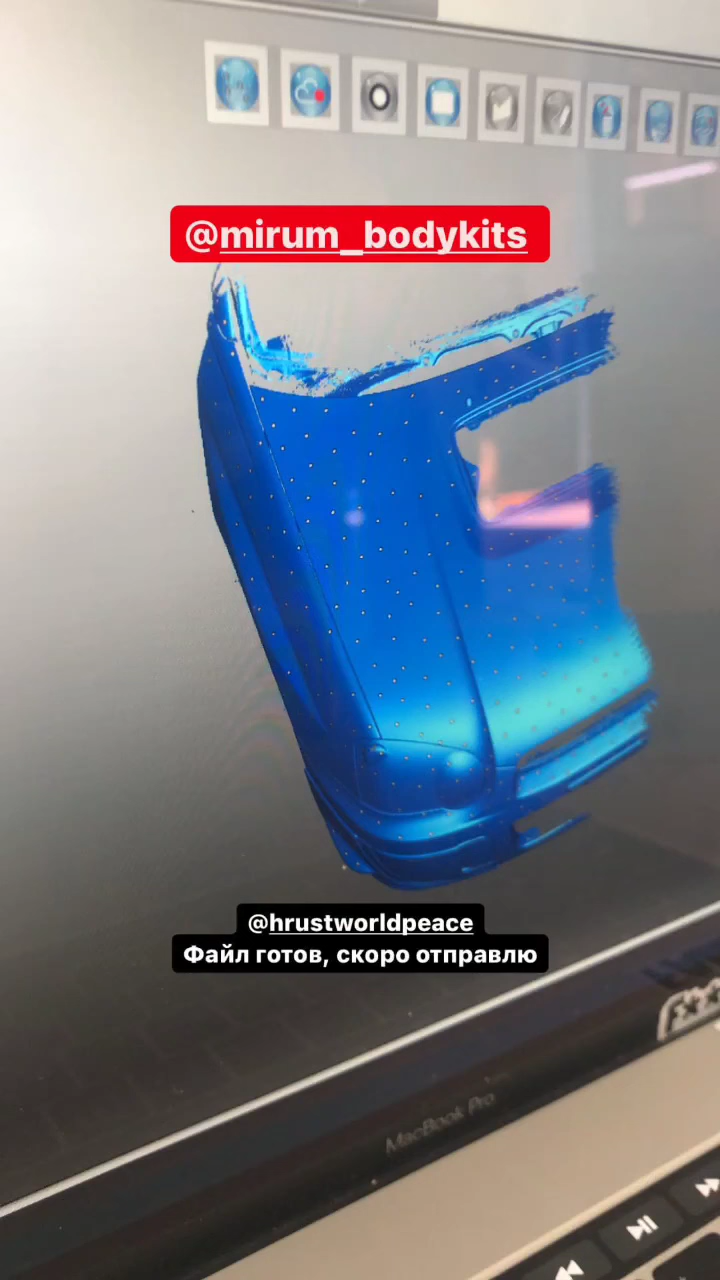 @mirum_bodykits
@hrustworldpeace
Файл готов, скоро отправлю
MacBook Pro